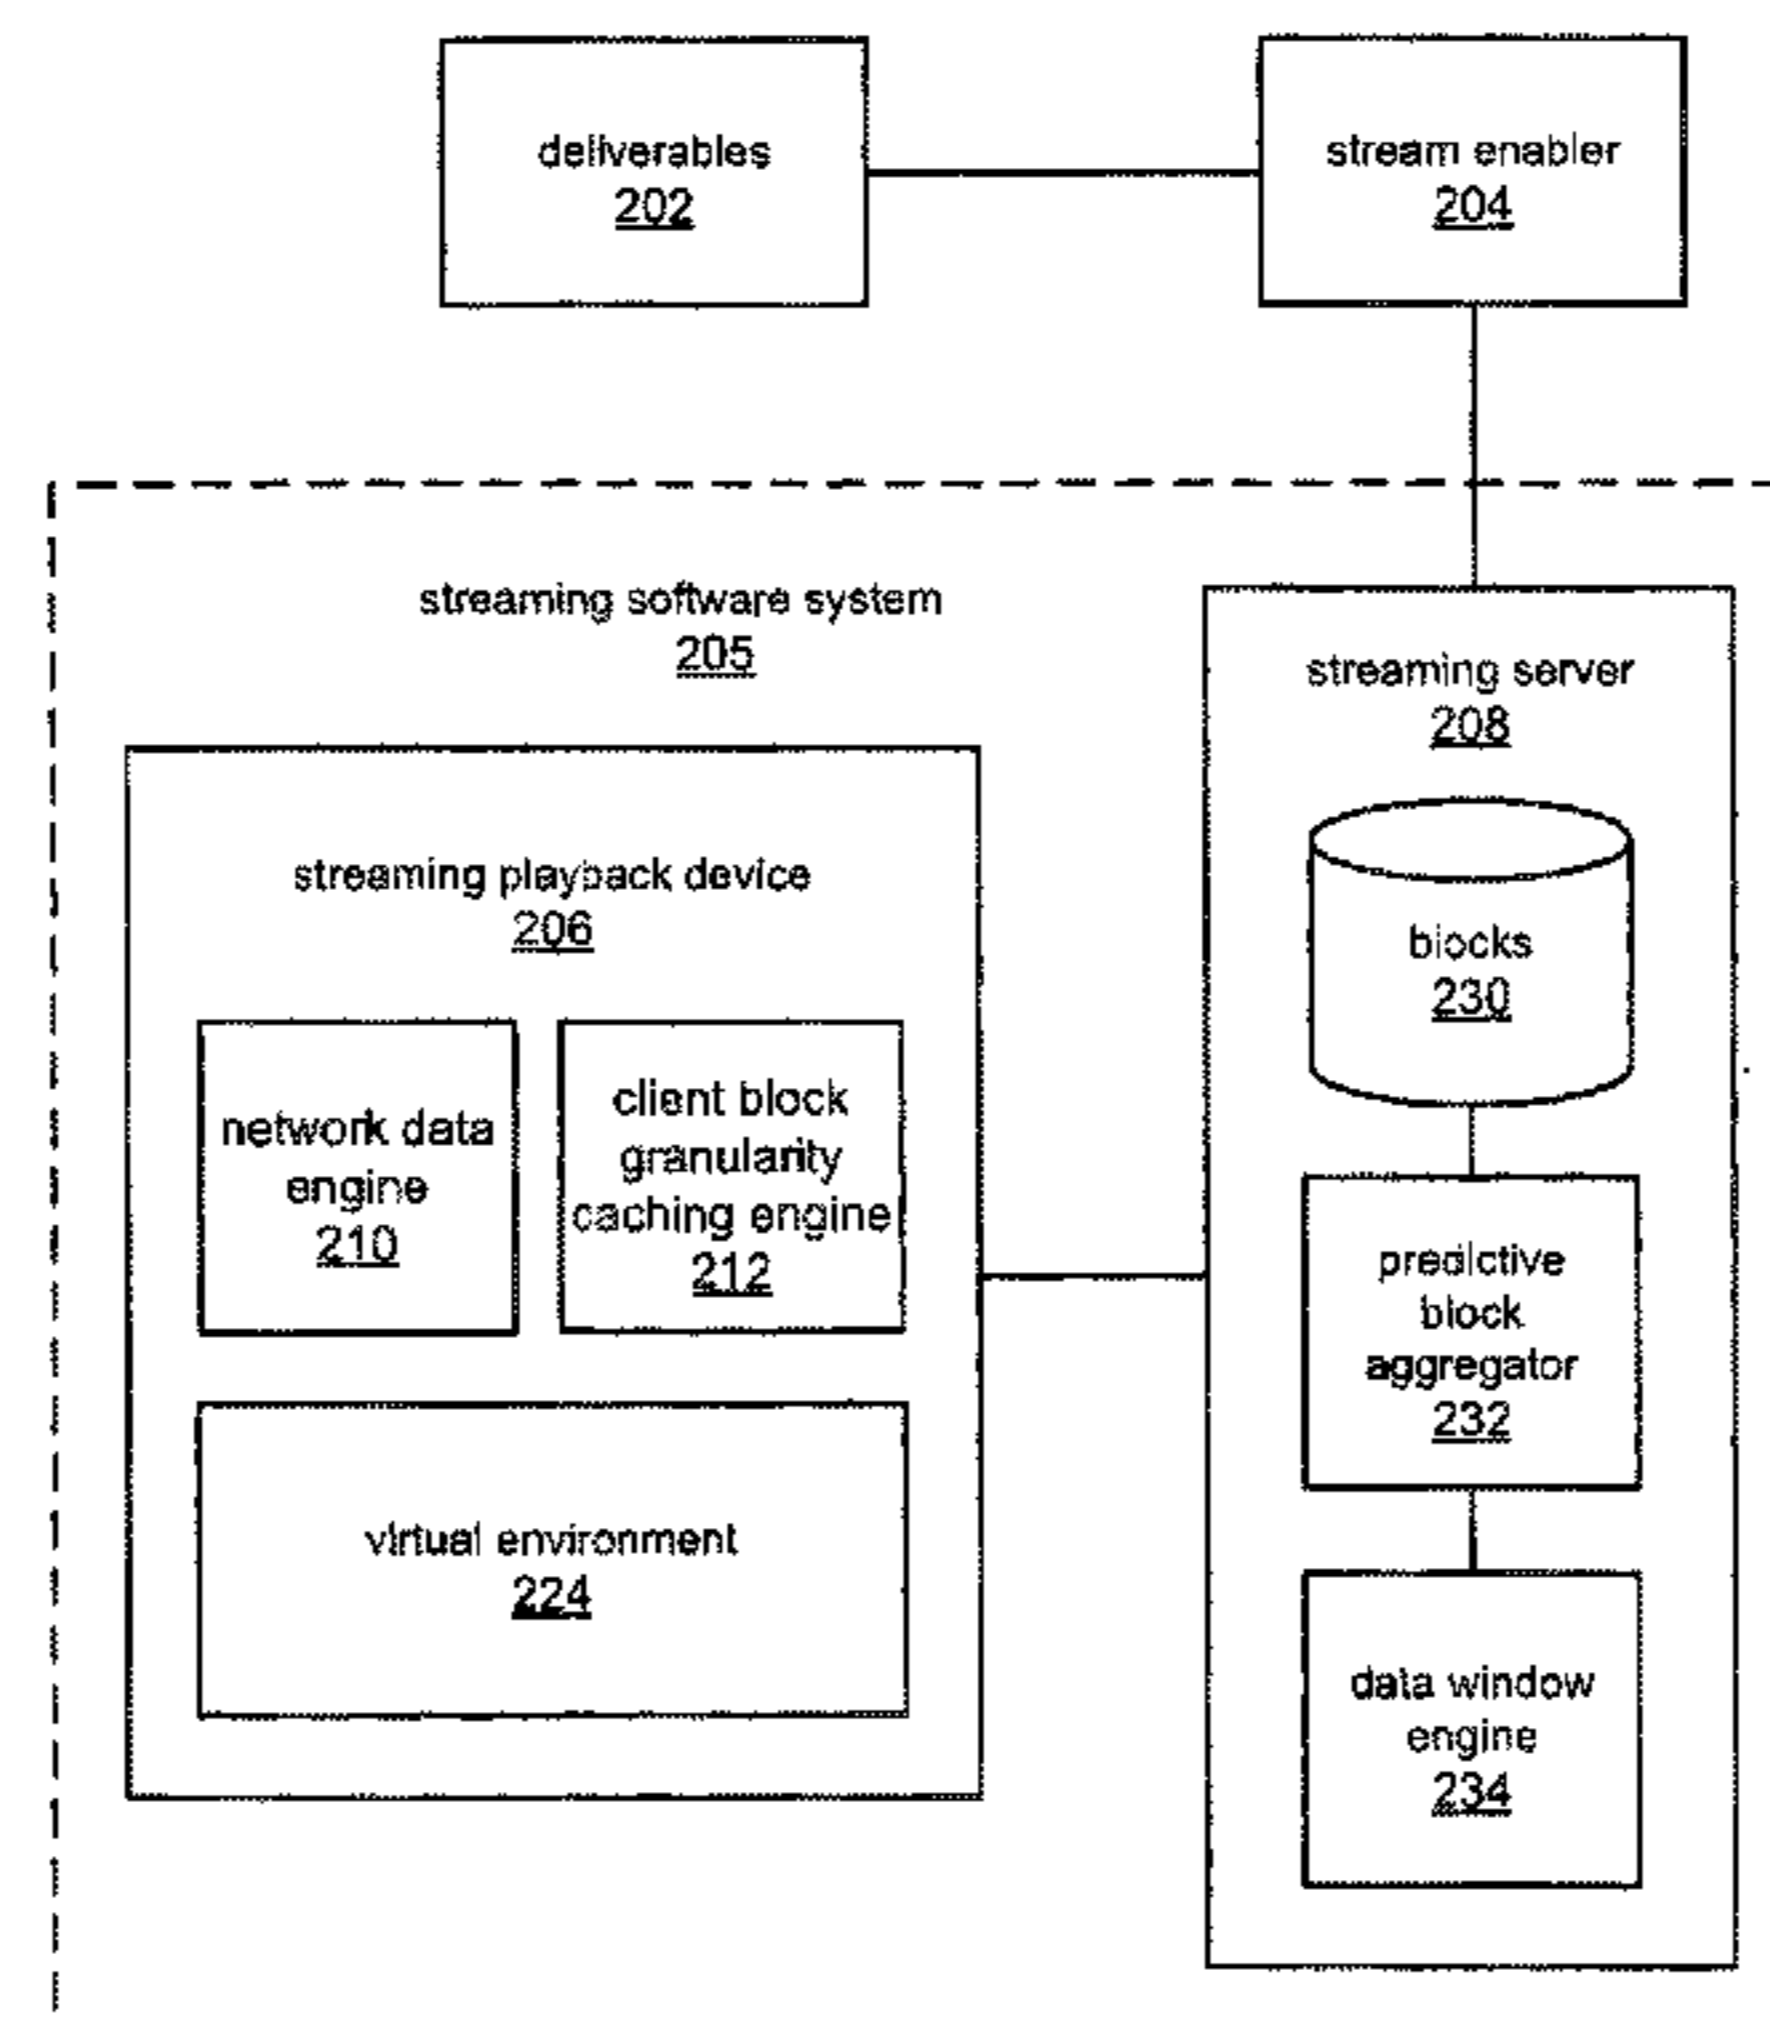 deliverables
202
stream enabler
204
streaming software system
205
streaming server
208
streaming playback device
206
blocks
230
network data
engine
210
client block
granularity
caching engine
212
predictive
block
aggregator
232
virtual environment
224
data window
engine
234